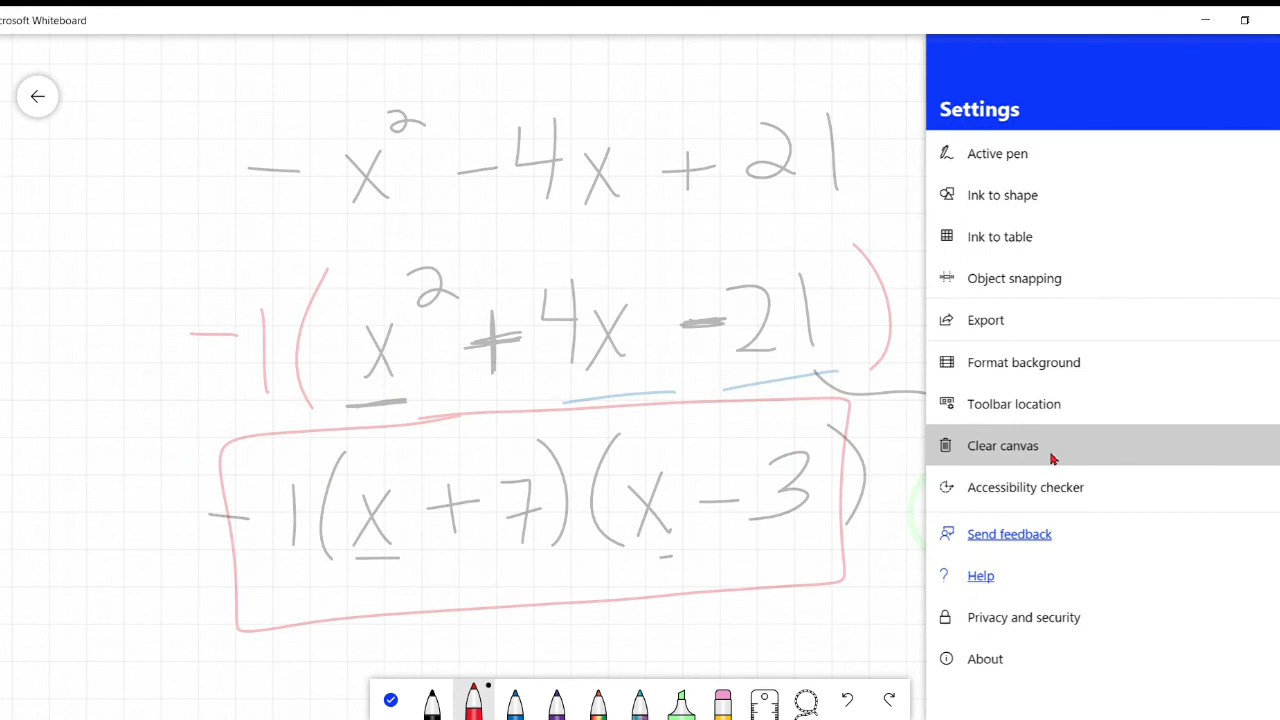 crosoft Whiteboard
- x² - 4x + 21
-1( x² + 4x - 21 )
-1( x + 7 )( x - 3 )
Settings
Active pen
Ink to shape
Ink to table
Object snapping
Export
Format background
Toolbar location
Clear canvas
Accessibility checker
Send feedback
Help
Privacy and security
About